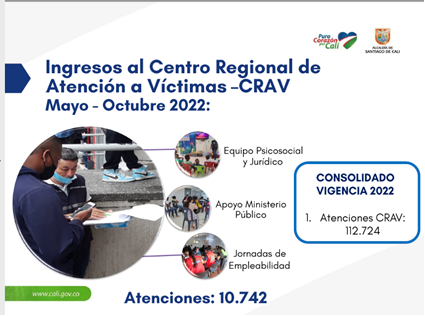 Puro
Corazón
por
Cali
ALCALDÍA DE
SANTIAGO DE CALI
Ingresos al Centro Regional de
Atención a Víctimas –CRAV
Mayo - Octubre 2022:
Equipo Psicosocial
y Jurídico
Apoyo Ministerio
Público
Jornadas de
Empleabilidad
CONSOLIDADO
VIGENCIA 2022
1. Atenciones CRAV:
112.724
www.cali.gov.co
Atenciones: 10.742